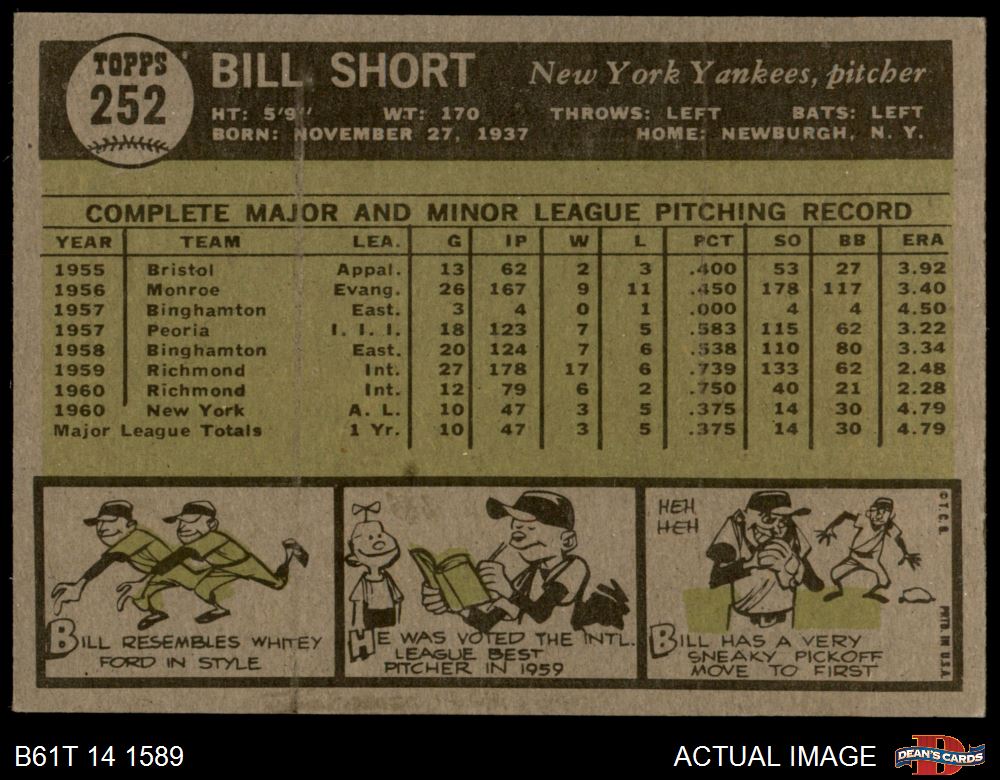 TOPPS
252
BILL SHORT New York Yankees, pitcher
HT: 5'9" WT: 170 THROWS: LEFT BATS: LEFT
BORN: NOVEMBER 27, 1937 HOME: NEWBURGH, N. Y.
COMPLETE MAJOR AND MINOR LEAGUE PITCHING RECORD
YEAR TEAM LEA. G IP W L PCT SO BB ERA
1955 Bristol Appal. 13 62 2 3 .400 53 27 3.92
1956 Monroe Evang. 26 167 9 11 .450 178 117 3.40
1957 Binghamton East. 3 4 0 1 .000 4 4 4.50
1957 Peoria I. I. I. 18 123 7 5 .583 115 62 3.22
1958 Binghamton East. 20 124 7 6 .538 110 80 3.34
1959 Richmond Int. 27 178 17 6 .739 133 62 2.48
1960 Richmond Int. 12 79 6 2 .750 40 21 2.28
1960 New York A. L. 10 47 3 5 .375 14 30 4.79
Major League Totals 1 Yr. 10 47 3 5 .375 14 30 4.79
BILL RESEMBLES WHITEY
FORD IN STYLE
HE WAS VOTED THE INTL.
LEAGUE BEST
PITCHER IN 1959
HEH
HEH
BILL HAS A VERY
SNEAKY PICKOFF
MOVE TO FIRST
© T. C. G. PRTD IN U.S.A
B61T 14 1589
ACTUAL IMAGE
DEAN'S CARDS